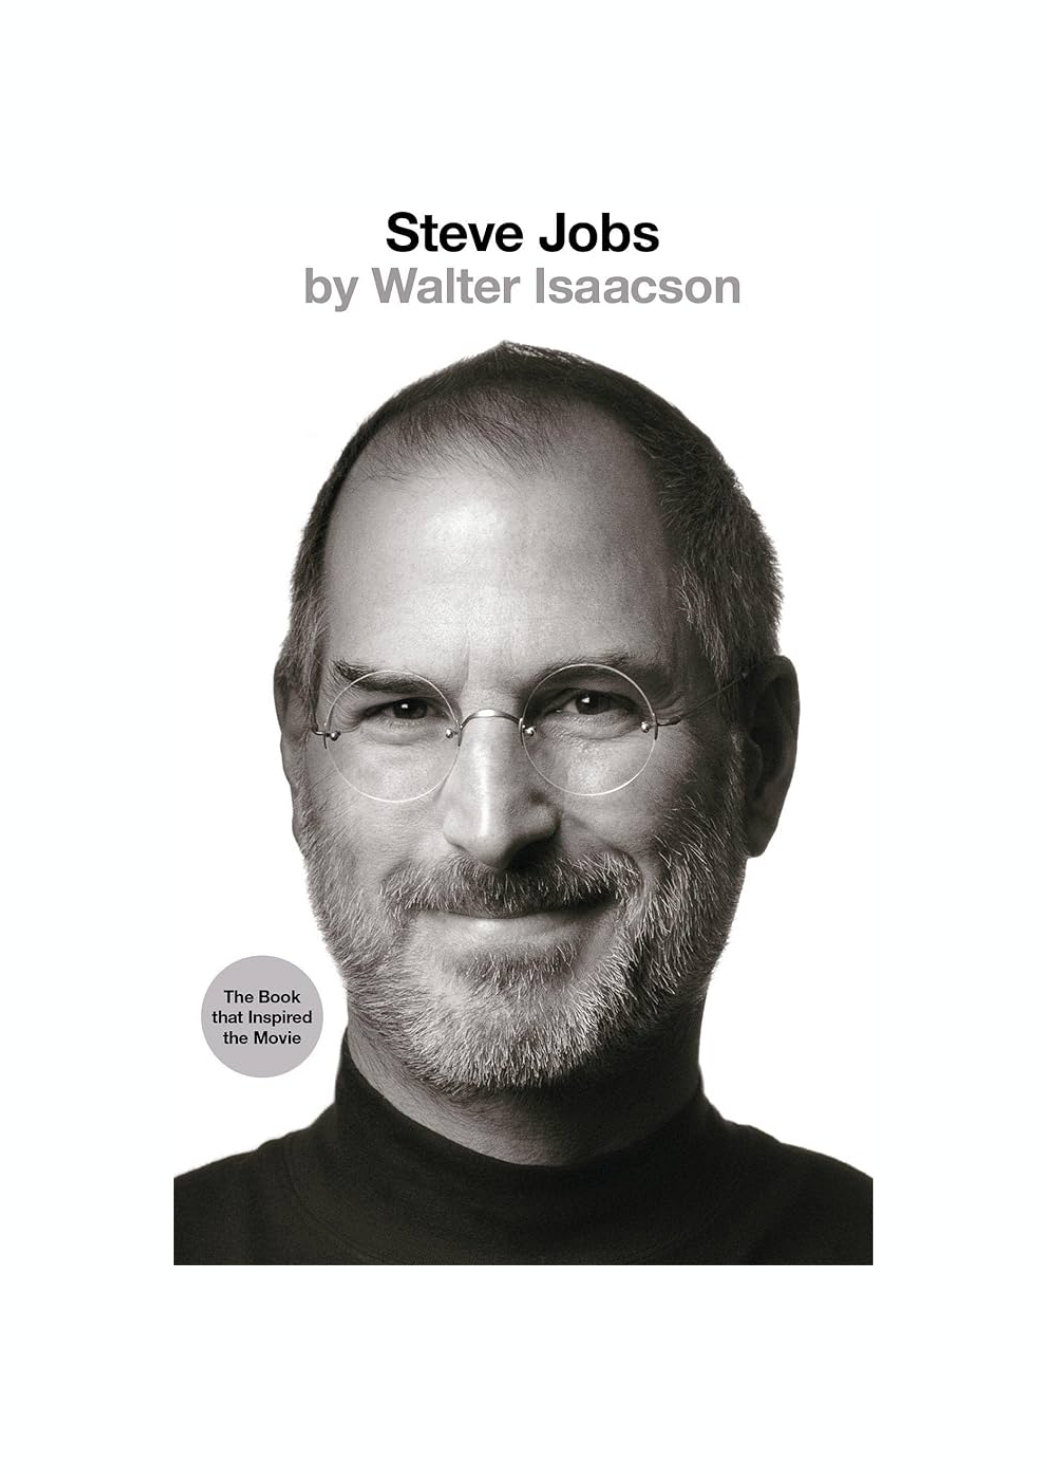 Steve Jobs
by Walter Isaacson
The Book
that Inspired
the Movie